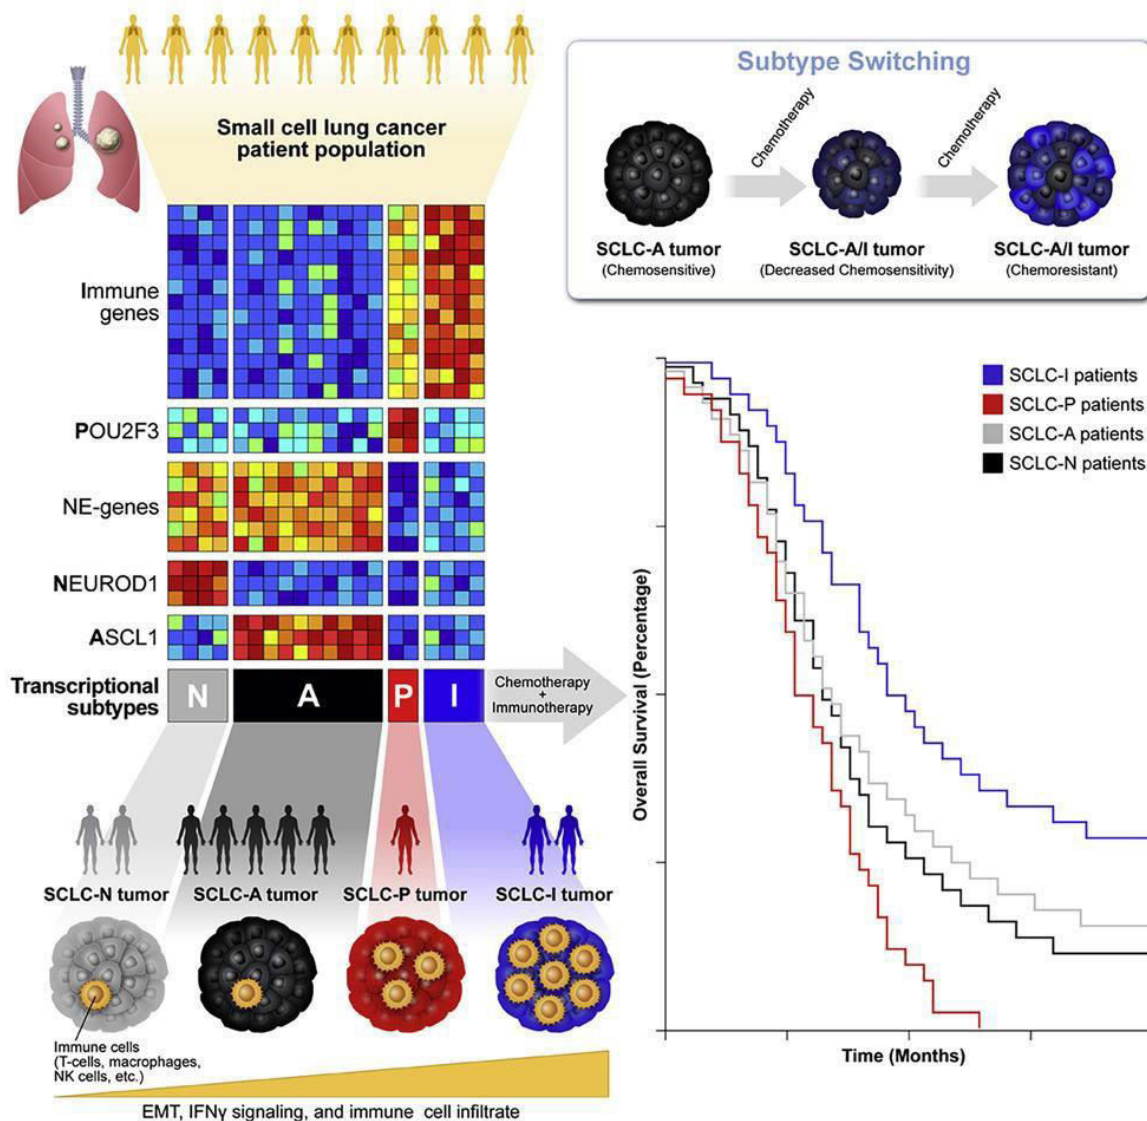 Small cell lung cancer
patient population
Subtype Switching
Chemotherapy
Chemotherapy
SCLC-A tumor
(Chemosensitive)
SCLC-A/I tumor
(Decreased Chemosensitivity)
SCLC-A/I tumor
(Chemoresistant)
Immune
genes
POU2F3
NE-genes
NEUROD1
ASCL1
Transcriptional
subtypes
N
A
P
I
Chemotherapy
+
Immunotherapy
SCLC-N tumor
SCLC-A tumor
SCLC-P tumor
SCLC-I tumor
Immune cells
(T-cells, macrophages,
NK cells, etc.)
EMT, IFNγ signaling, and immune cell infiltrate
SCLC-I patients
SCLC-P patients
SCLC-A patients
SCLC-N patients
Overall Survival (Percentage)
Time (Months)